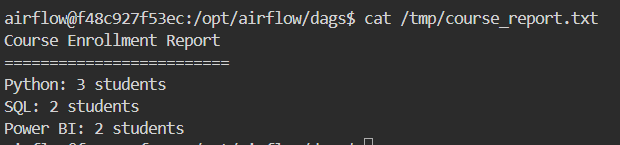 airflow@f48c927f53ec:/opt/airflow/dags$ cat /tmp/course_report.txt
Course Enrollment Report
=========================
Python: 3 students
SQL: 2 students
Power BI: 2 students